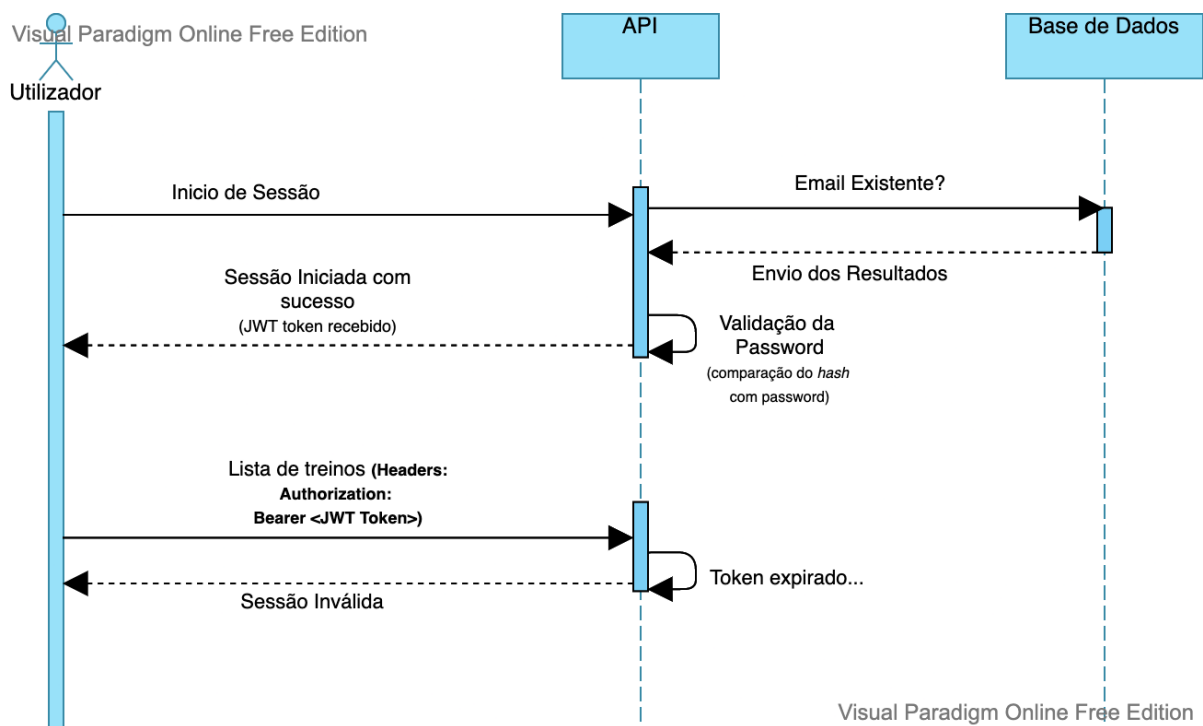 Visual Paradigm Online Free Edition
Utilizador
API
Base de Dados
Inicio de Sessão
Email Existente?
Envio dos Resultados
Sessão Iniciada com
sucesso
(JWT token recebido)
Validação da
Password
(comparação do hash
com password)
Lista de treinos (Headers:
Authorization:
Bearer <JWT Token>)
Token expirado...
Sessão Inválida
Visual Paradigm Online Free Edition